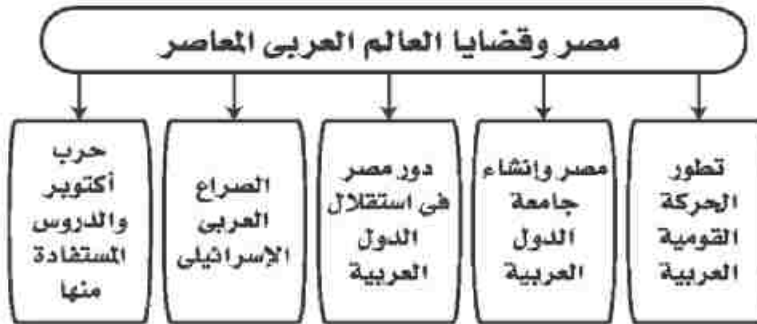 مصر وقضايا العالم العربى المعاصر
تطور
الحركة
القومية
العربية
مصر وإنشاء
جامعة
الدول
العربية
دور مصر
فى استقلال
الدول
العربية
الصراع
العربى
الإسرائيلى
حرب
أكتوبر
والدروس
المستفادة
منها